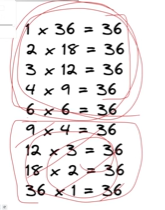 1 × 36 = 36
2 × 18 = 36
3 × 12 = 36
4 × 9 = 36
6 × 6 = 36
9 × 4 = 36
12 × 3 = 36
18 × 2 = 36
36 × 1 = 36